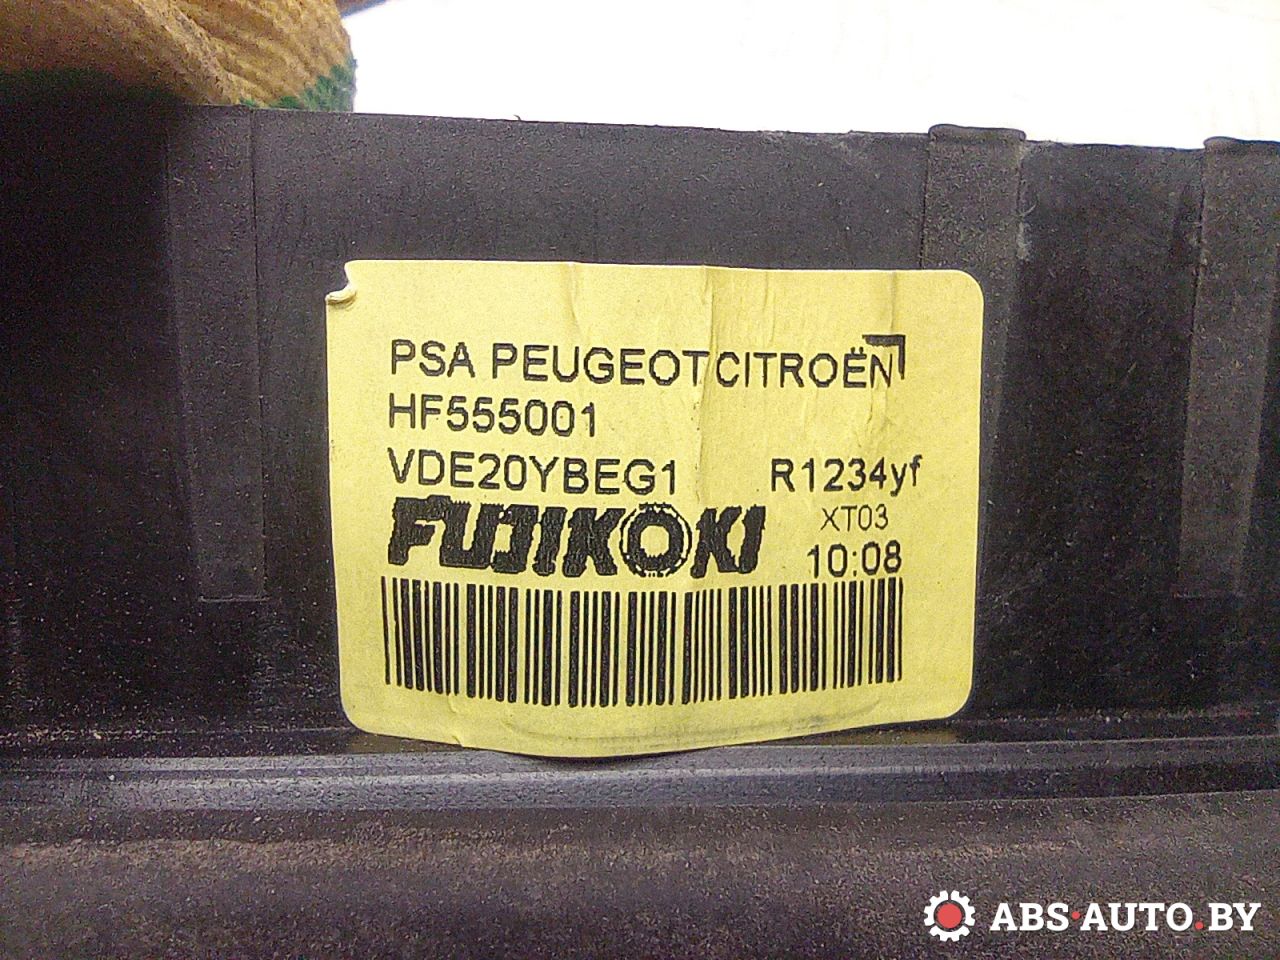 PSA PEUGEOT CITROËN
HF555001
VDE20YBEG1 R1234yf
FUJIKOKI XT03
10:08
ABS·AUTO.BY